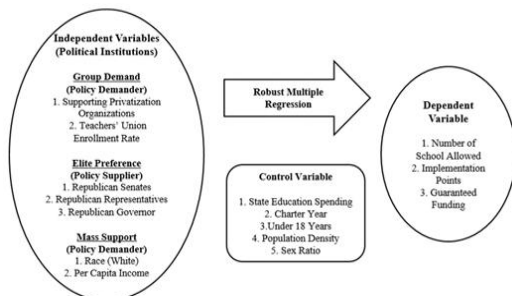 Independent Variables
(Political Institutions)
Group Demand
(Policy Demander)
1. Supporting Privatization
Organizations
2. Teachers' Union
Enrollment Rate
Elite Preference
(Policy Supplier)
1. Republican Senates
2. Republican Representatives
3. Republican Governor
Mass Support
(Policy Demander)
1. Race (White)
2. Per Capita Income
Robust Multiple
Regression
Control Variable
1. State Education Spending
2. Charter Year
3.Under 18 Years
4. Population Density
5. Sex Ratio
Dependent
Variable
1. Number of
School Allowed
2. Implementation
Points
3. Guaranteed
Funding